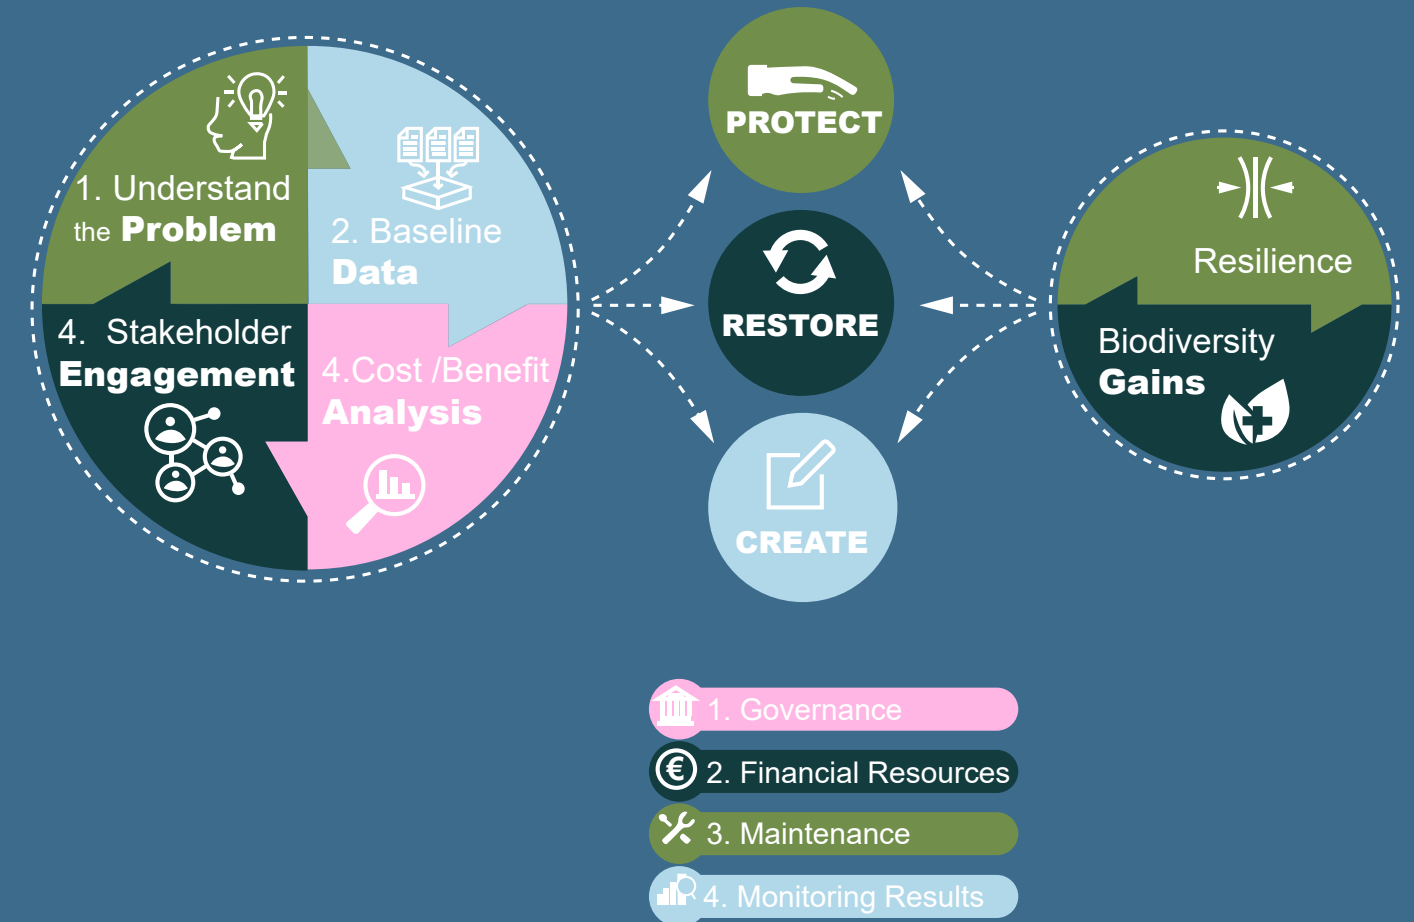 1. Understand
the Problem
2. Baseline
Data
4. Stakeholder
Engagement
4.Cost /Benefit
Analysis
PROTECT
RESTORE
CREATE
Resilience
Biodiversity
Gains
1. Governance
€
2. Financial Resources
3. Maintenance
4. Monitoring Results